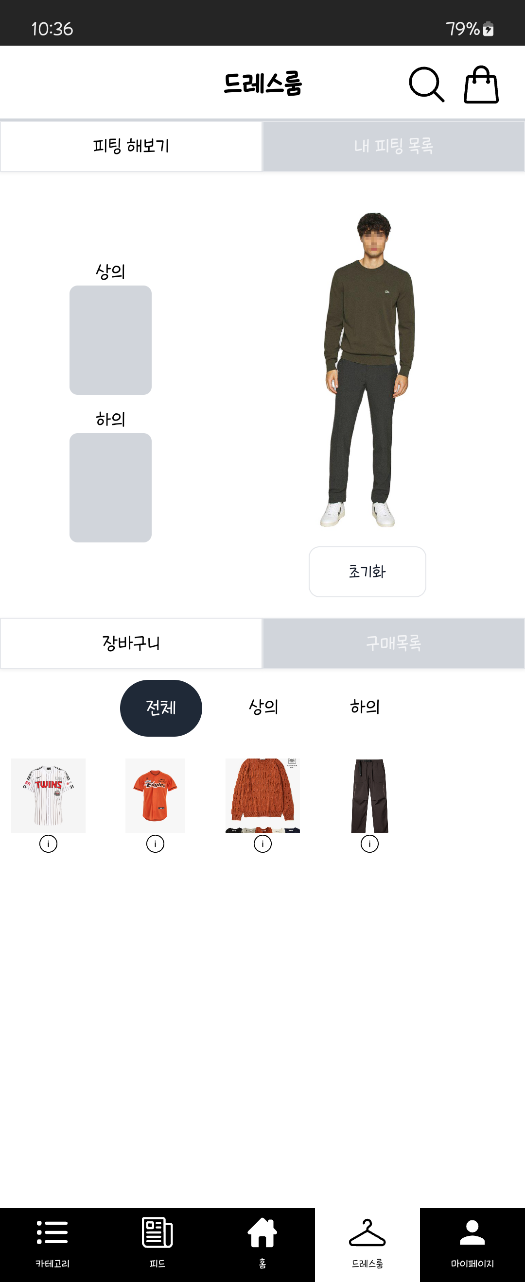 10:36
79%
드레스룸
피팅 해보기
내 피팅 목록
상의
하의
초기화
장바구니
구매목록
전체
상의
하의
TWINS
Eagles
i
i
i
i
카테고리
피드
홈
드레스룸
마이페이지